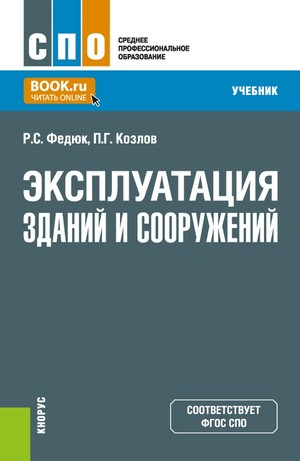 СПО
СРЕДНЕЕ
ПРОФЕССИОНАЛЬНОЕ
ОБРАЗОВАНИЕ
BOOK.ru
ЧИТАТЬ ONLINE
УЧЕБНИК
Р.С. Федюк, П.Г. Козлов
ЭКСПЛУАТАЦИЯ
ЗДАНИЙ И СООРУЖЕНИЙ
КНОРУС
СООТВЕТСТВУЕТ
ФГОС СПО